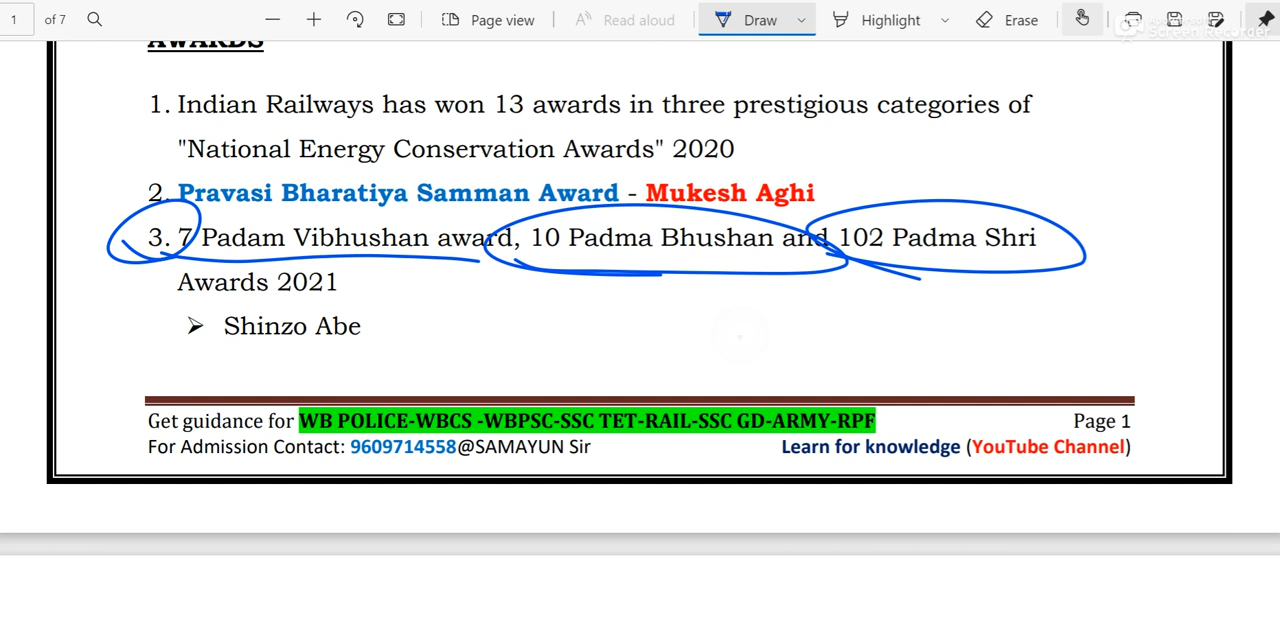 1 of 7 Page view Read aloud Draw Highlight Erase
Screen Recorder
AWARDS
1. Indian Railways has won 13 awards in three prestigious categories of
"National Energy Conservation Awards" 2020
2. Pravasi Bharatiya Samman Award - Mukesh Aghi
3. 7 Padam Vibhushan award, 10 Padma Bhushan and 102 Padma Shri
Awards 2021
➢ Shinzo Abe
Get guidance for WB POLICE-WBCS -WBPSC-SSC TET-RAIL-SSC GD-ARMY-RPF Page 1
For Admission Contact: 9609714558@SAMAYUN Sir Learn for knowledge (YouTube Channel)